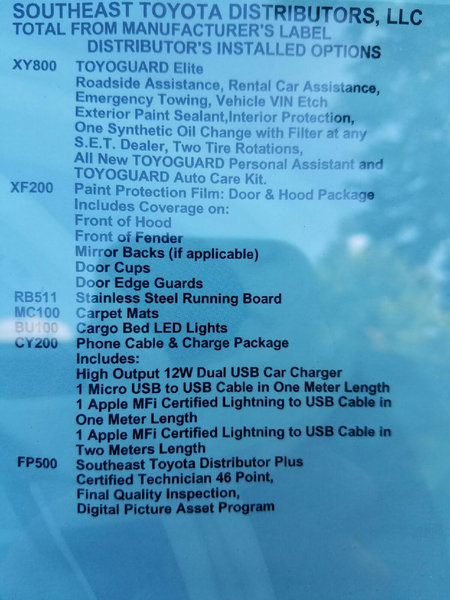 SOUTHEAST TOYOTA DISTRIBUTORS, LLC
TOTAL FROM MANUFACTURER'S LABEL
DISTRIBUTOR'S INSTALLED OPTIONS
XY800 TOYOGUARD Elite
Roadside Assistance, Rental Car Assistance,
Emergency Towing, Vehicle VIN Etch
Exterior Paint Sealant,Interior Protection,
One Synthetic Oil Change with Filter at any
S.E.T. Dealer, Two Tire Rotations,
All New TOYOGUARD Personal Assistant and
TOYOGUARD Auto Care Kit.
XF200 Paint Protection Film: Door & Hood Package
Includes Coverage on:
Front of Hood
Front of Fender
Mirror Backs (if applicable)
Door Cups
Door Edge Guards
RB511 Stainless Steel Running Board
MC100 Carpet Mats
BU100 Cargo Bed LED Lights
CY200 Phone Cable & Charge Package
Includes:
High Output 12W Dual USB Car Charger
1 Micro USB to USB Cable in One Meter Length
1 Apple MFi Certified Lightning to USB Cable in
One Meter Length
1 Apple MFi Certified Lightning to USB Cable in
Two Meters Length
FP500 Southeast Toyota Distributor Plus
Certified Technician 46 Point,
Final Quality Inspection,
Digital Picture Asset Program